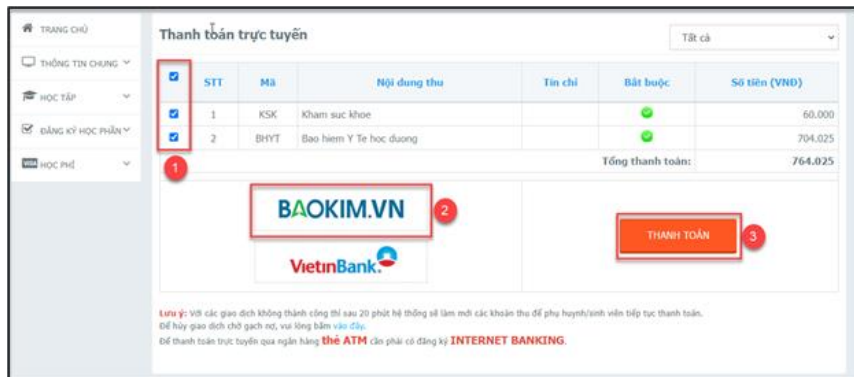 TRANG CHỦ
THÔNG TIN CHUNG
HỌC TẬP
ĐĂNG KÝ HỌC PHẦN
VISA HỌC PHÍ
Thanh toán trực tuyến
Tất cả
STT Mã Nội dung thu Tín chỉ Bắt buộc Số tiền (VNĐ)
1 KSK Kham suc khoe 60.000
2 BHYT Bao hiem Y Te hoc duong 704.025
Tổng thanh toán: 764.025
1
BAOKIM.VN 2
VietinBank
THANH TOÁN 3
Lưu ý: Với các giao dịch không thành công thì sau 20 phút hệ thống sẽ làm mới các khoản thu để phụ huynh/sinh viên tiếp tục thanh toán.
Để hủy giao dịch chờ gạch nợ, vui lòng bấm vào đây.
Để thanh toán trực tuyến qua ngân hàng thẻ ATM cần phải có đăng ký INTERNET BANKING.